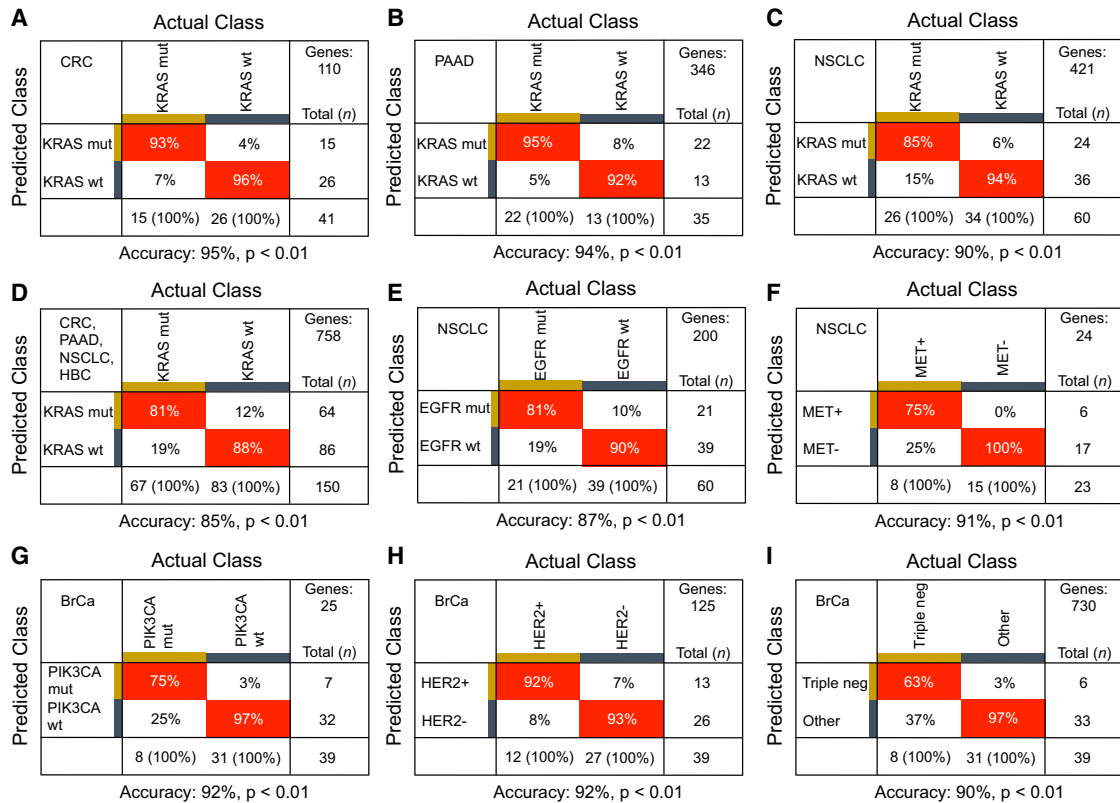 A
Actual Class
Predicted Class
CRC
KRAS mut
KRAS wt
Genes:
110
Total (n)
KRAS mut 93% 4% 15
KRAS wt 7% 96% 26
15 (100%) 26 (100%) 41
Accuracy: 95%, p < 0.01
B
Actual Class
Predicted Class
PAAD
KRAS mut
KRAS wt
Genes:
346
Total (n)
KRAS mut 95% 8% 22
KRAS wt 5% 92% 13
22 (100%) 13 (100%) 35
Accuracy: 94%, p < 0.01
C
Actual Class
Predicted Class
NSCLC
KRAS mut
KRAS wt
Genes:
421
Total (n)
KRAS mut 85% 6% 24
KRAS wt 15% 94% 36
26 (100%) 34 (100%) 60
Accuracy: 90%, p < 0.01
D
Actual Class
Predicted Class
CRC,
PAAD,
NSCLC,
HBC
KRAS mut
KRAS wt
Genes:
758
Total (n)
KRAS mut 81% 12% 64
KRAS wt 19% 88% 86
67 (100%) 83 (100%) 150
Accuracy: 85%, p < 0.01
E
Actual Class
Predicted Class
NSCLC
EGFR mut
EGFR wt
Genes:
200
Total (n)
EGFR mut 81% 10% 21
EGFR wt 19% 90% 39
21 (100%) 39 (100%) 60
Accuracy: 87%, p < 0.01
F
Actual Class
Predicted Class
NSCLC
MET+
MET-
Genes:
24
Total (n)
MET+ 75% 0% 6
MET- 25% 100% 17
8 (100%) 15 (100%) 23
Accuracy: 91%, p < 0.01
G
Actual Class
Predicted Class
BrCa
PIK3CA
mut
PIK3CA
wt
Genes:
25
Total (n)
PIK3CA
mut 75% 3% 7
PIK3CA
wt 25% 97% 32
8 (100%) 31 (100%) 39
Accuracy: 92%, p < 0.01
H
Actual Class
Predicted Class
BrCa
HER2+
HER2-
Genes:
125
Total (n)
HER2+ 92% 7% 13
HER2- 8% 93% 26
12 (100%) 27 (100%) 39
Accuracy: 92%, p < 0.01
I
Actual Class
Predicted Class
BrCa
Triple neg
Other
Genes:
730
Total (n)
Triple neg 63% 3% 6
Other 37% 97% 33
8 (100%) 31 (100%) 39
Accuracy: 90%, p < 0.01